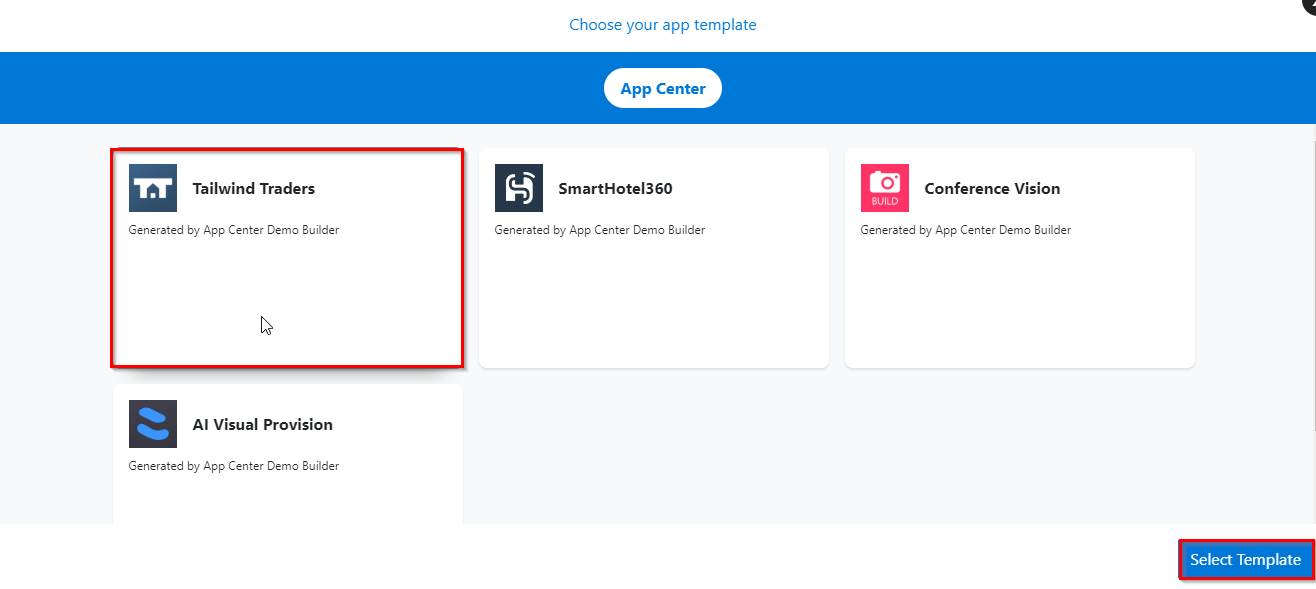 Choose your app template
App Center
Tailwind Traders
Generated by App Center Demo Builder
SmartHotel360
Generated by App Center Demo Builder
BUILD
Conference Vision
Generated by App Center Demo Builder
AI Visual Provision
Generated by App Center Demo Builder
Select Template